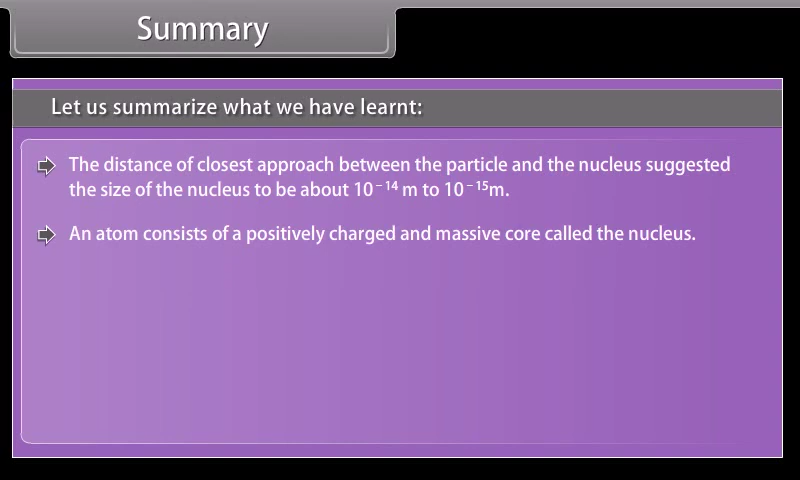 Summary
Let us summarize what we have learnt:
The distance of closest approach between the particle and the nucleus suggested
the size of the nucleus to be about 10⁻¹⁴ m to 10⁻¹⁵m.
An atom consists of a positively charged and massive core called the nucleus.